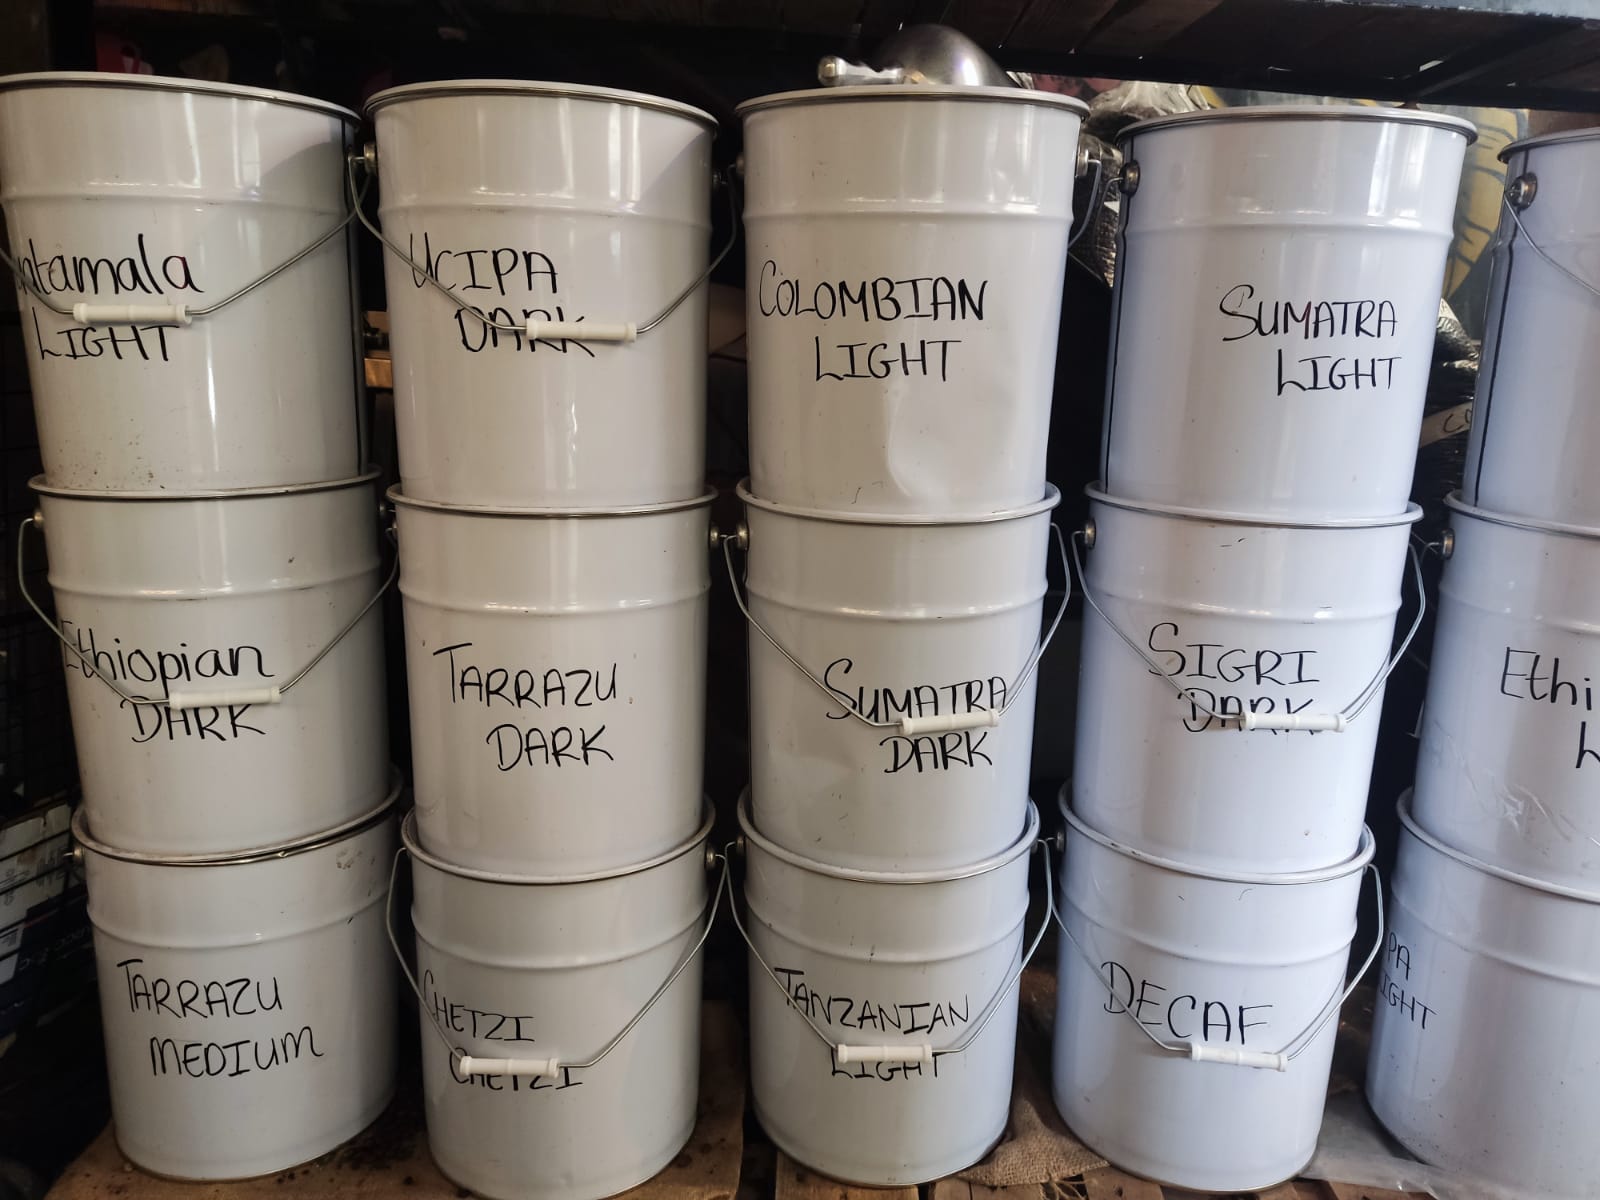 Guatamala
LIGHT
UCIPA
DARK
COLOMBIAN
LIGHT
SUMATRA
LIGHT
Ethiopian
DARK
TARRAZU
DARK
SUMATRA
DARK
SIGRI
DARK
Ethi
L
TARRAZU
MEDIUM
CHETZI
CHETZI
TANZANIAN
LIGHT
DECAF
PA
IGHT